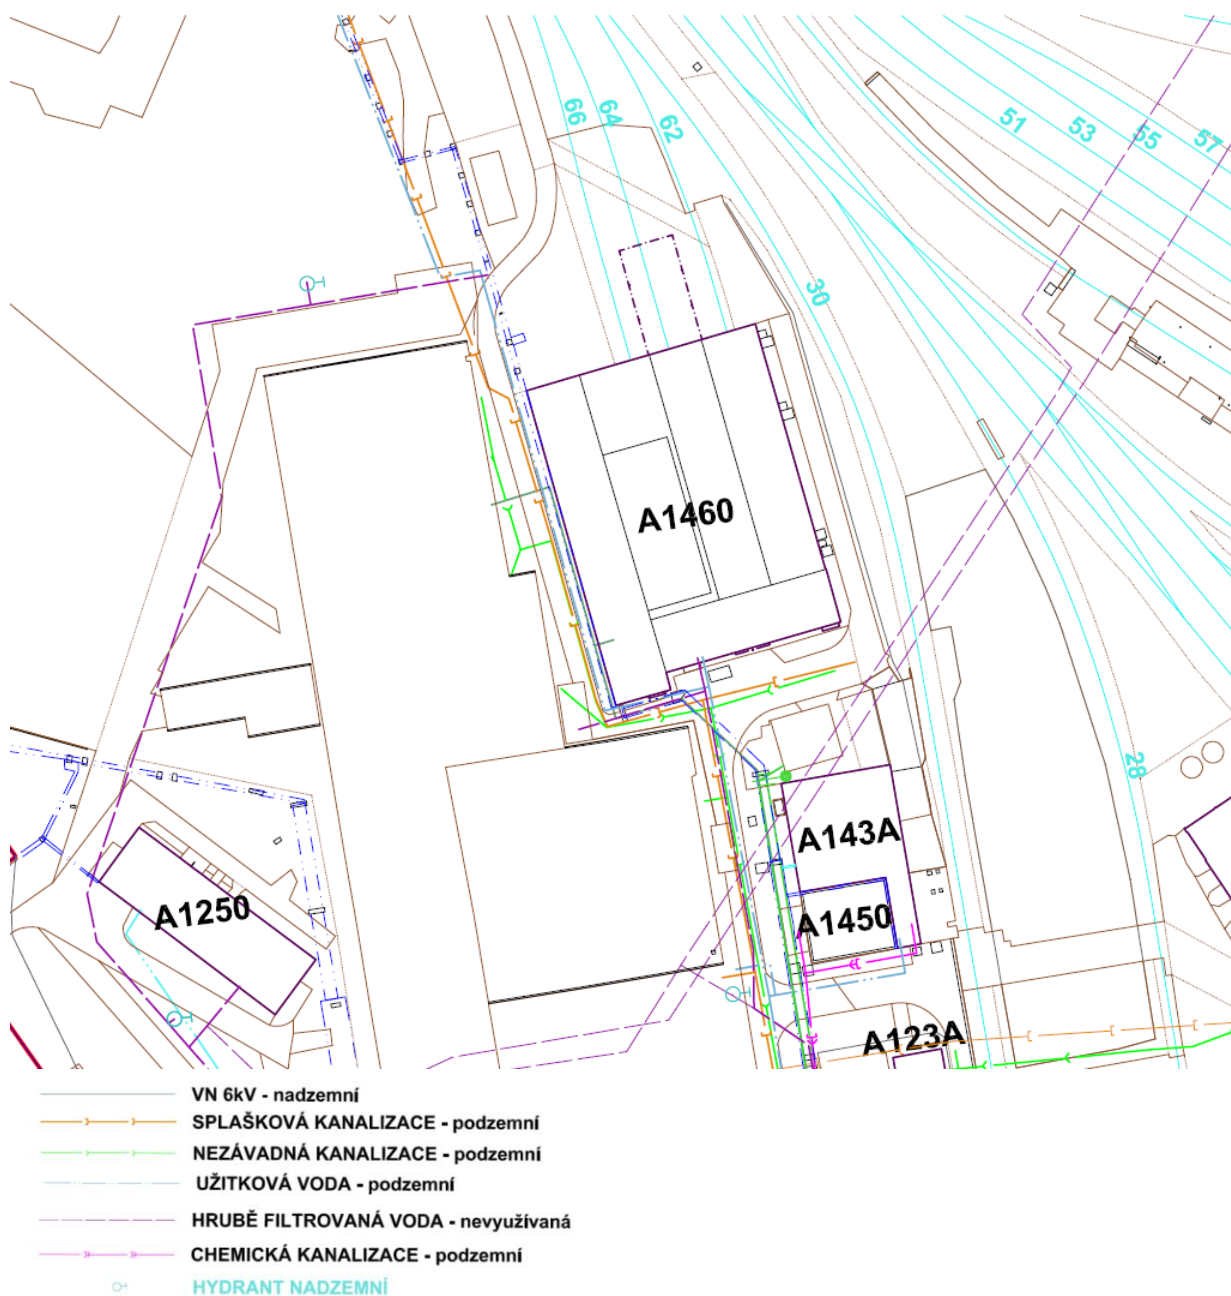 66
64
62
51
53
55
57
30
A1460
28
A143A
A1250
A1450
A123A
VN 6kV - nadzemní
SPLAŠKOVÁ KANALIZACE - podzemní
NEZÁVADNÁ KANALIZACE - podzemní
UŽITKOVÁ VODA - podzemní
HRUBĚ FILTROVANÁ VODA - nevyužívaná
CHEMICKÁ KANALIZACE - podzemní
HYDRANT NADZEMNÍ